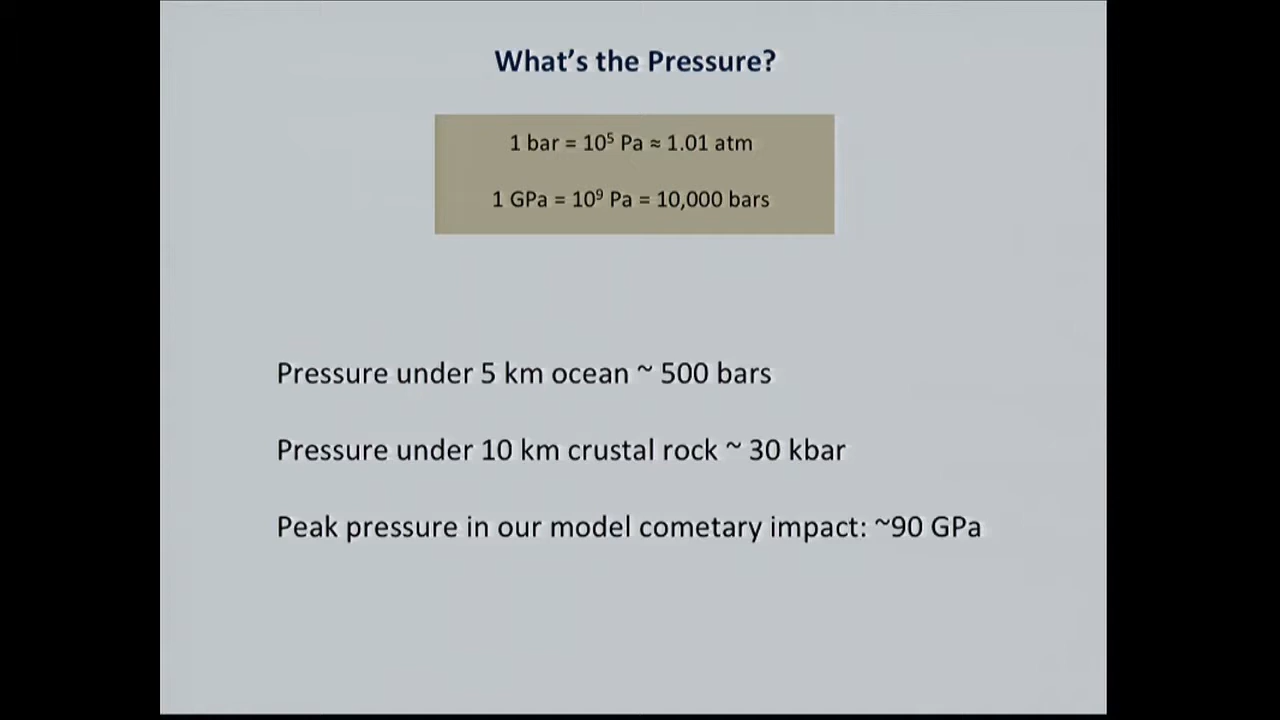 What’s the Pressure?
1 bar = 10⁵ Pa ≈ 1.01 atm
1 GPa = 10⁹ Pa = 10,000 bars
Pressure under 5 km ocean ~ 500 bars
Pressure under 10 km crustal rock ~ 30 kbar
Peak pressure in our model cometary impact: ~90 GPa